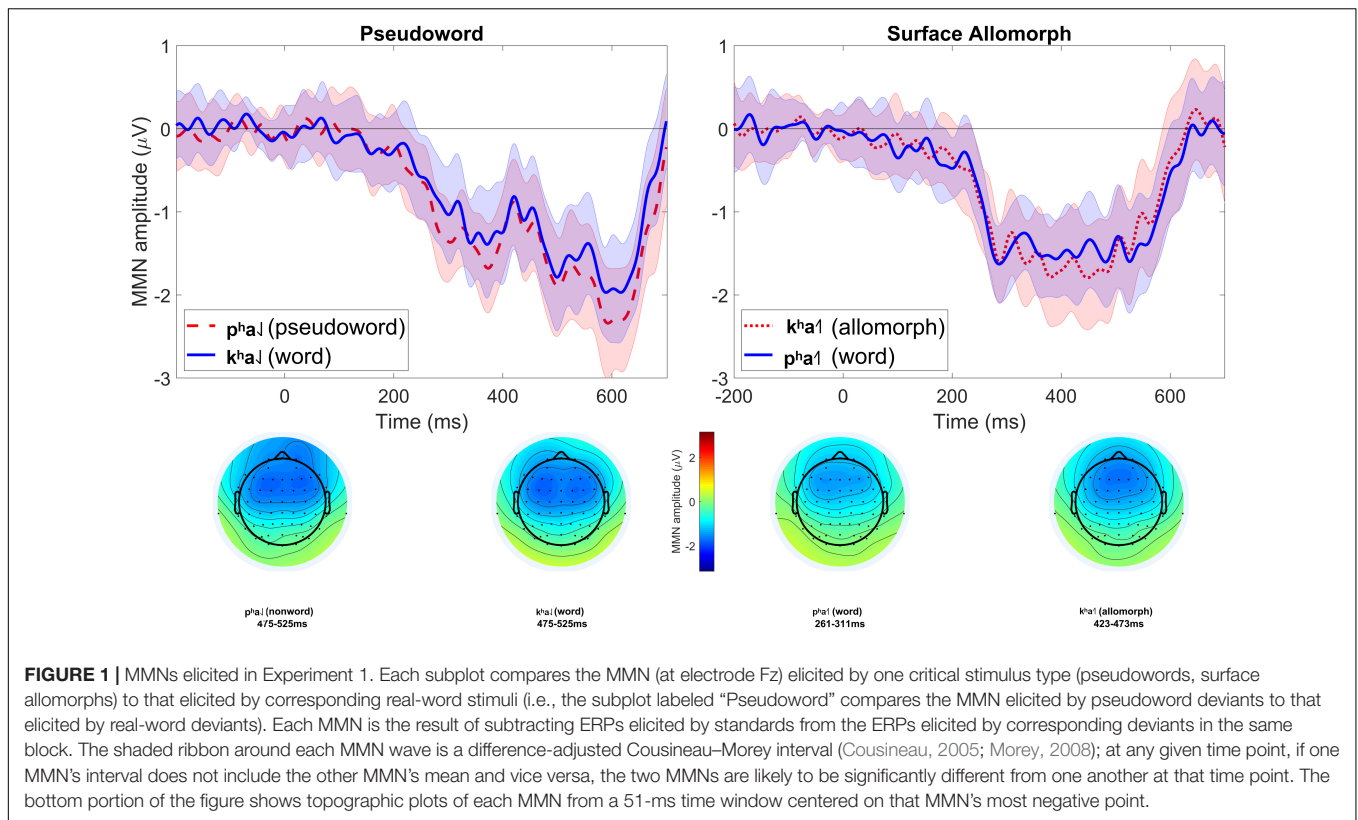 Pseudoword
Surface Allomorph
1
0
-1
-2
-3
MMN amplitude (μV)
pʰa˨˩ (pseudoword)
kʰa˨˩ (word)
0
200
400
600
Time (ms)
1
0
-1
-2
-3
kʰa˦˥ (allomorph)
pʰa˦˥ (word)
-200
0
200
400
600
Time (ms)
2
0
-2
MMN amplitude (μV)
pʰa˨˩ (nonword)
475-525ms
kʰa˨˩ (word)
475-525ms
pʰa˦˥ (word)
261-311ms
kʰa˦˥ (allomorph)
423-473ms
FIGURE 1 | MMNs elicited in Experiment 1. Each subplot compares the MMN (at electrode Fz) elicited by one critical stimulus type (pseudowords, surface
allomorphs) to that elicited by corresponding real-word stimuli (i.e., the subplot labeled “Pseudoword” compares the MMN elicited by pseudoword deviants to that
elicited by real-word deviants). Each MMN is the result of subtracting ERPs elicited by standards from the ERPs elicited by corresponding deviants in the same
block. The shaded ribbon around each MMN wave is a difference-adjusted Cousineau–Morey interval (Cousineau, 2005; Morey, 2008); at any given time point, if one
MMN’s interval does not include the other MMN’s mean and vice versa, the two MMNs are likely to be significantly different from one another at that time point. The
bottom portion of the figure shows topographic plots of each MMN from a 51-ms time window centered on that MMN’s most negative point.